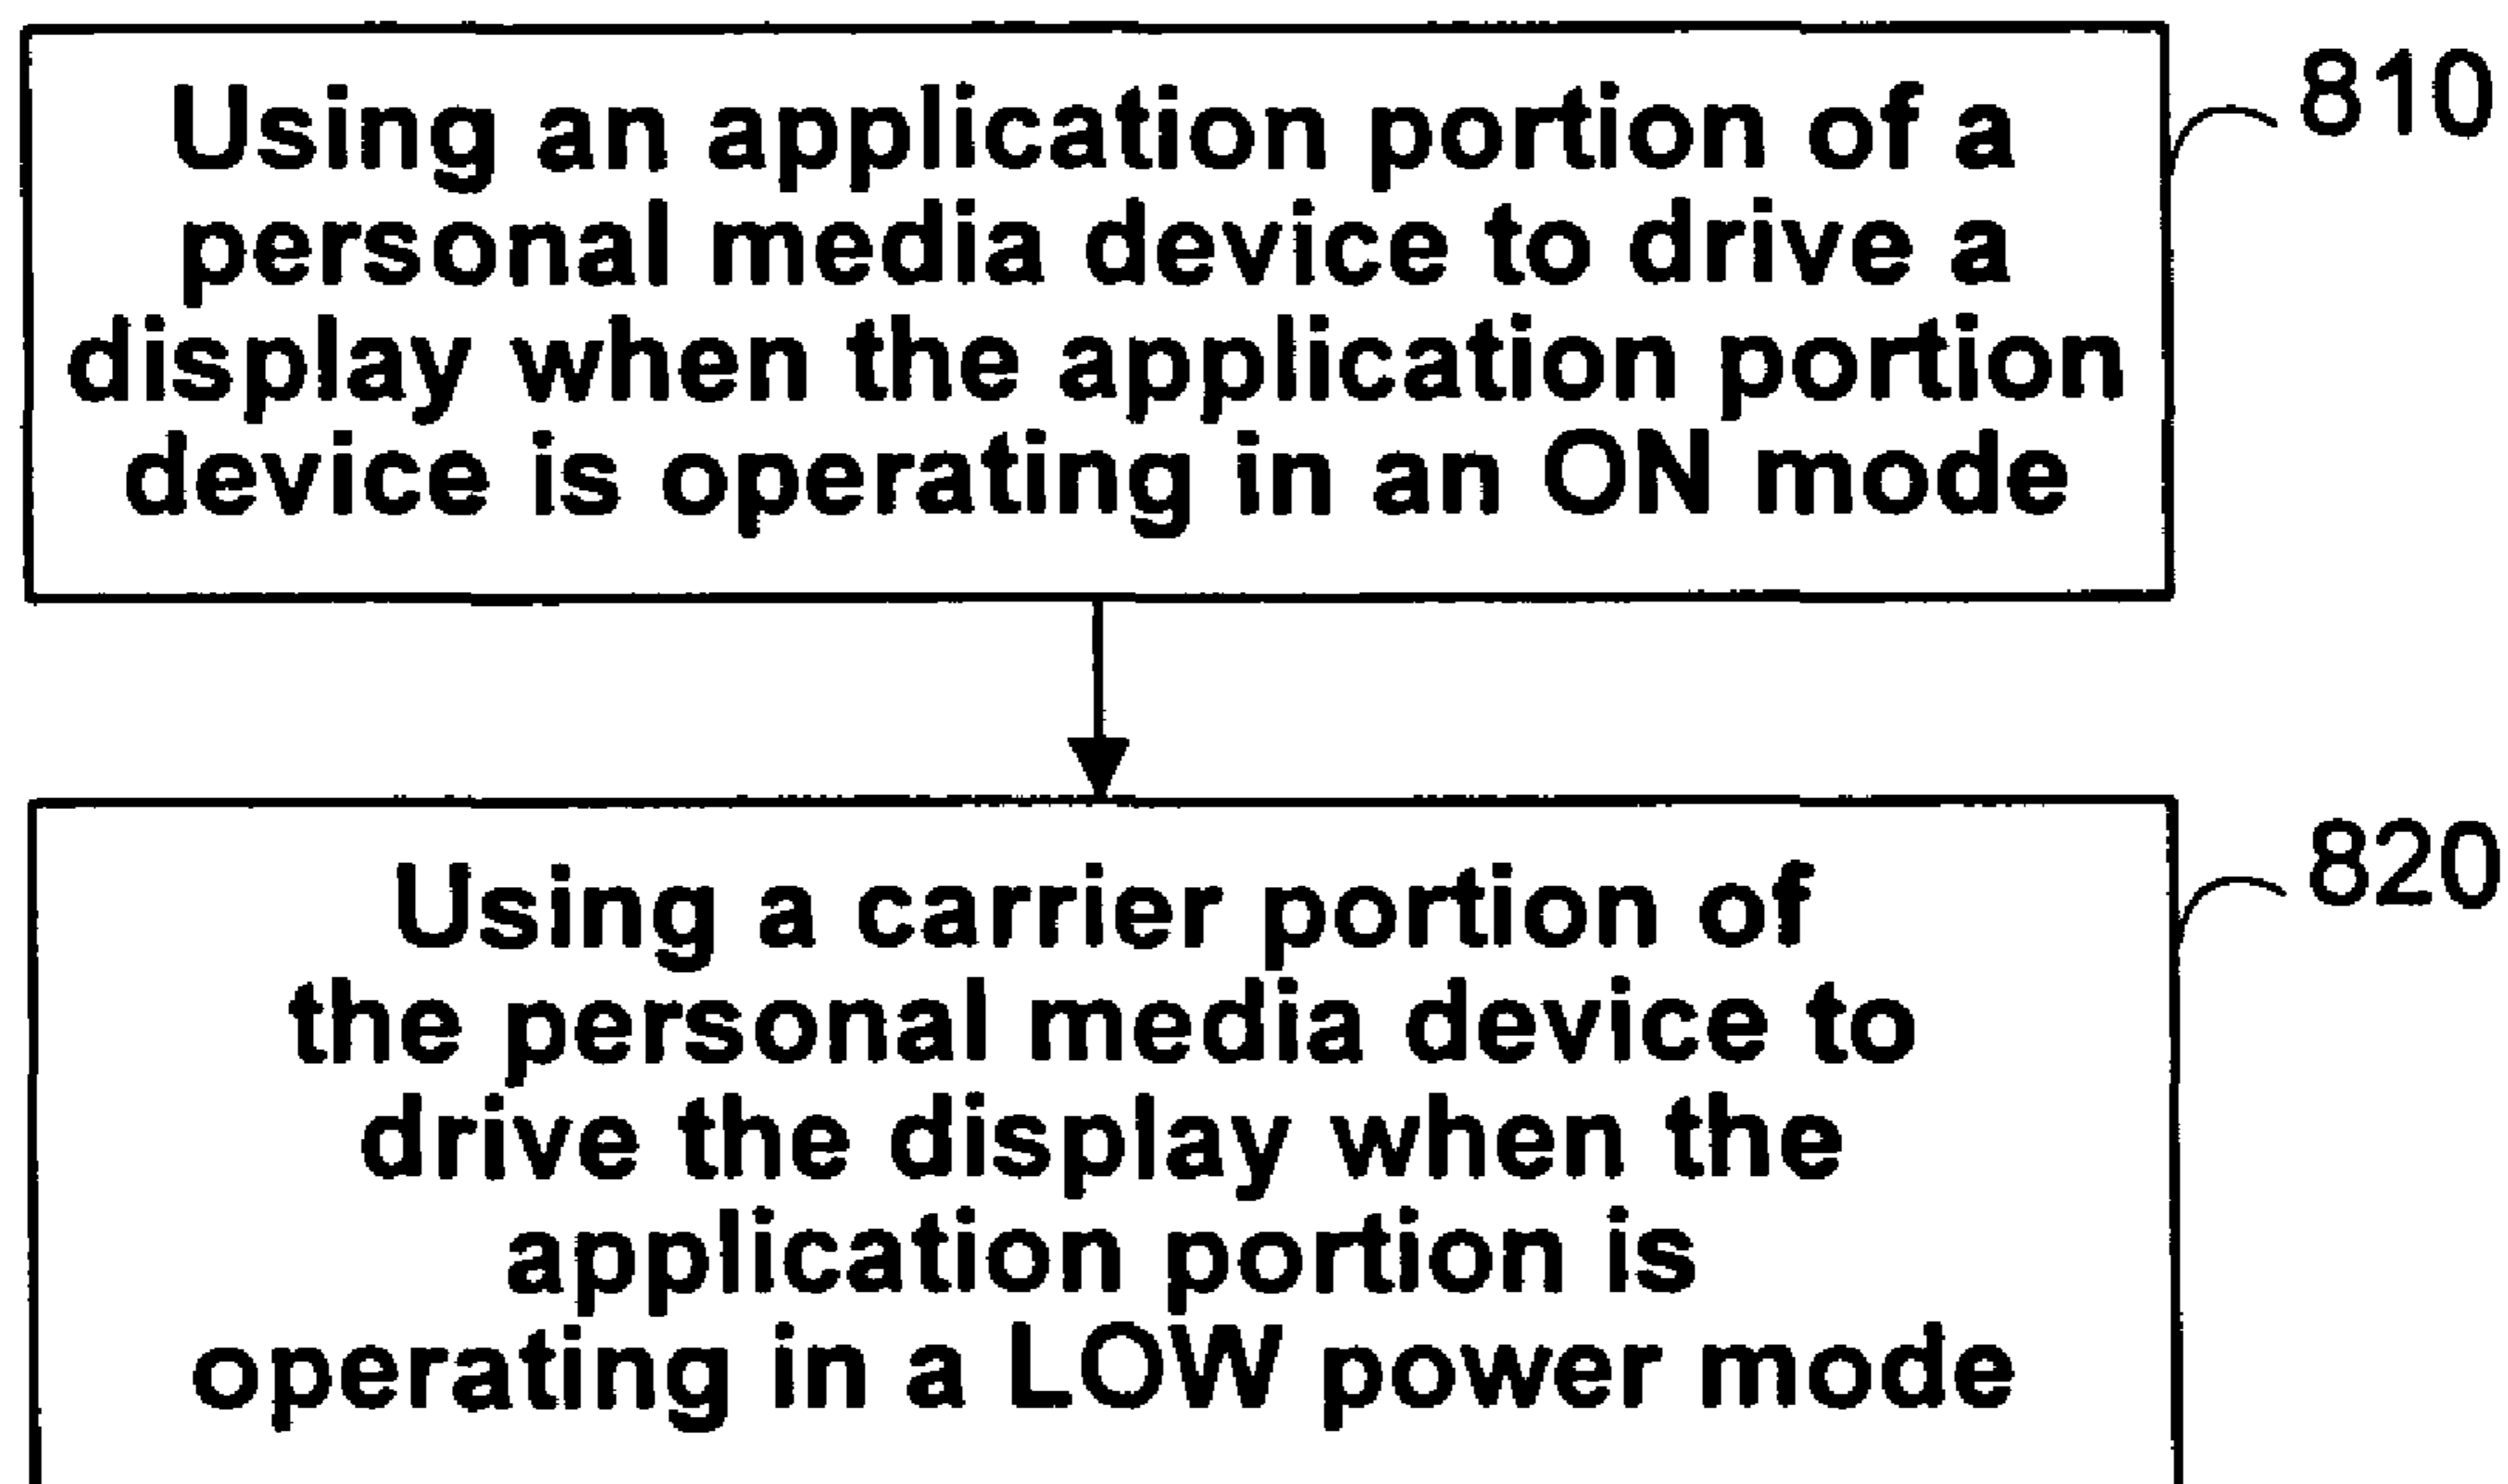 Using an application portion of a
personal media device to drive a
display when the application portion
device is operating in an ON mode
810
Using a carrier portion of
the personal media device to
drive the display when the
application portion is
operating in a LOW power mode
820